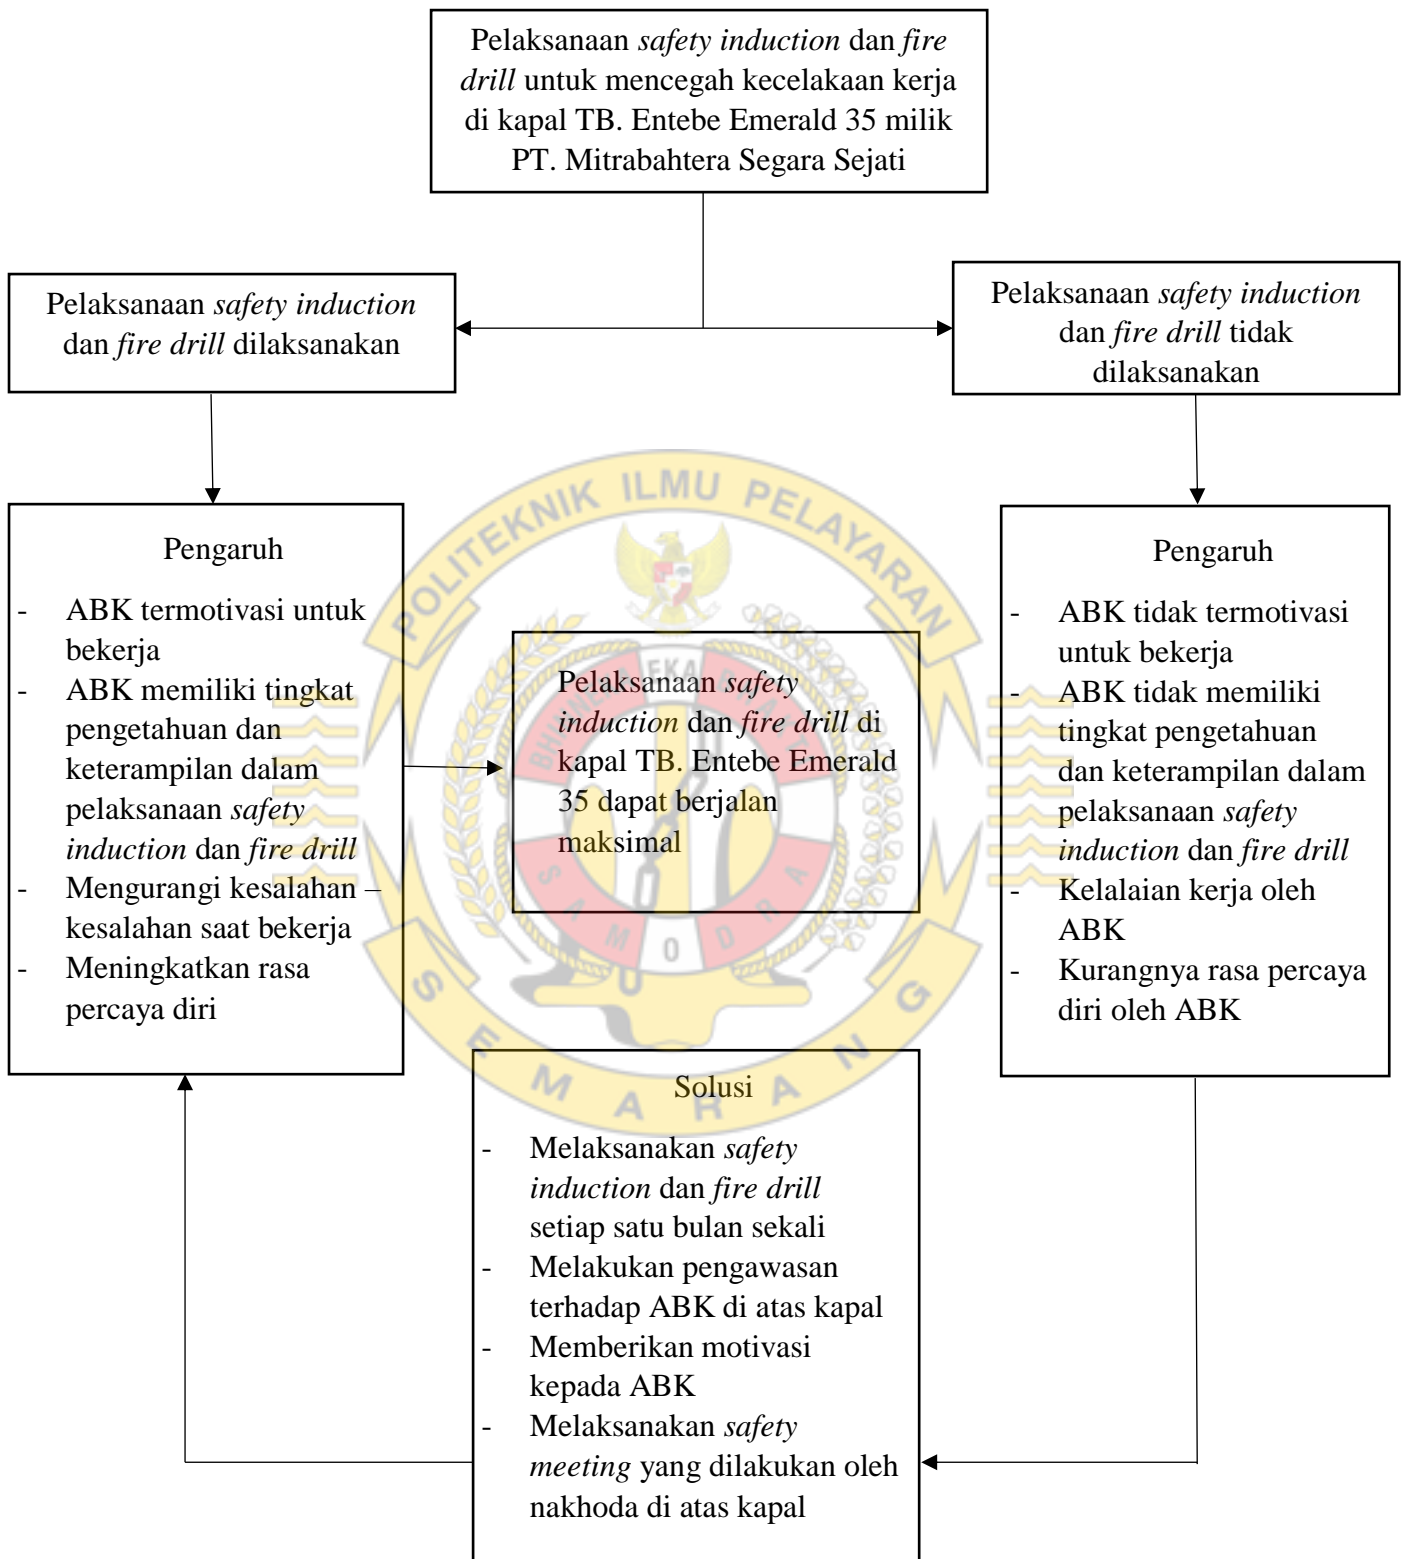 Pelaksanaan safety induction dan fire
drill untuk mencegah kecelakaan kerja
di kapal TB. Entebe Emerald 35 milik
PT. Mitrabahtera Segara Sejati
Pelaksanaan safety induction
dan fire drill dilaksanakan
Pelaksanaan safety induction
dan fire drill tidak
dilaksanakan
Pengaruh
- ABK termotivasi untuk
bekerja
- ABK memiliki tingkat
pengetahuan dan
keterampilan dalam
pelaksanaan safety
induction dan fire drill
- Mengurangi kesalahan –
kesalahan saat bekerja
- Meningkatkan rasa
percaya diri
Pelaksanaan safety
induction dan fire drill di
kapal TB. Entebe Emerald
35 dapat berjalan
maksimal
Pengaruh
- ABK tidak termotivasi
untuk bekerja
- ABK tidak memiliki
tingkat pengetahuan
dan keterampilan dalam
pelaksanaan safety
induction dan fire drill
- Kelalaian kerja oleh
ABK
- Kurangnya rasa percaya
diri oleh ABK
Solusi
- Melaksanakan safety
induction dan fire drill
setiap satu bulan sekali
- Melakukan pengawasan
terhadap ABK di atas kapal
- Memberikan motivasi
kepada ABK
- Melaksanakan safety
meeting yang dilakukan oleh
nakhoda di atas kapal
POLITEKNIK ILMU PELAYARAN
SEMARANG
SAMODRA